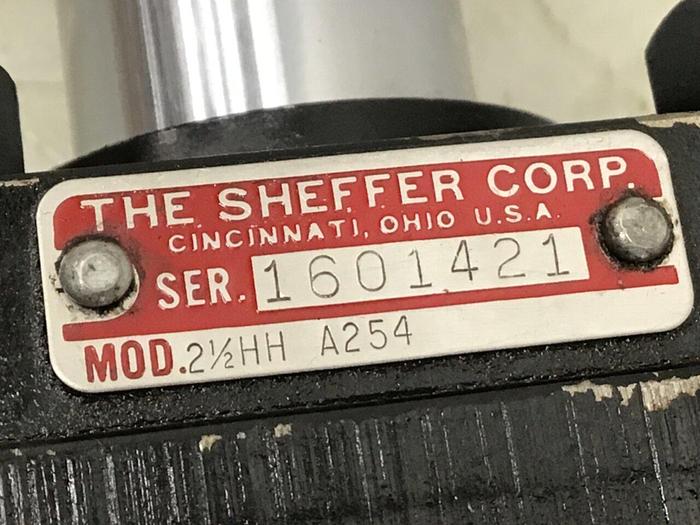 THE SHEFFER CORP.
CINCINNATI, OHIO U.S.A.
SER. 1601421
MOD. 2½HH A254